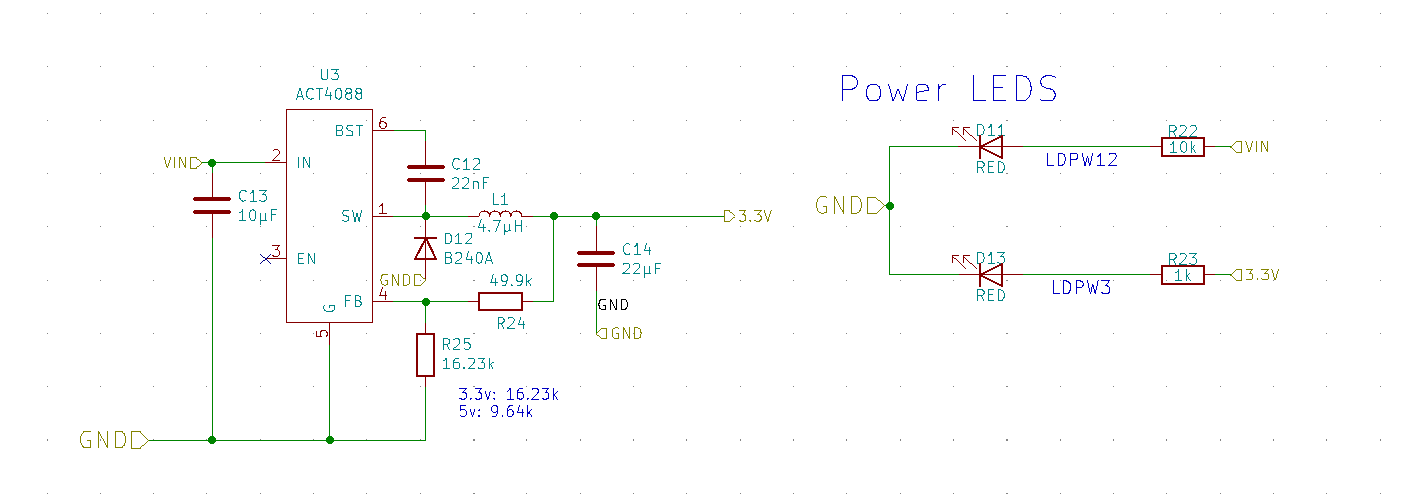 U3
ACT4088
BST
6
VIN
2
IN
C12
22nF
C13
10µF
SW
1
L1
4.7µH
3.3V
3
EN
D12
B240A
GND
C14
22µF
FB
4
49.9k
R24
GND
GND
G
5
R25
16.23k
3.3v: 16.23k
5v: 9.64k
GND
Power LEDS
D11
RED
LDPW12
R22
10k
VIN
GND
D13
RED
LDPW3
R23
1k
3.3V